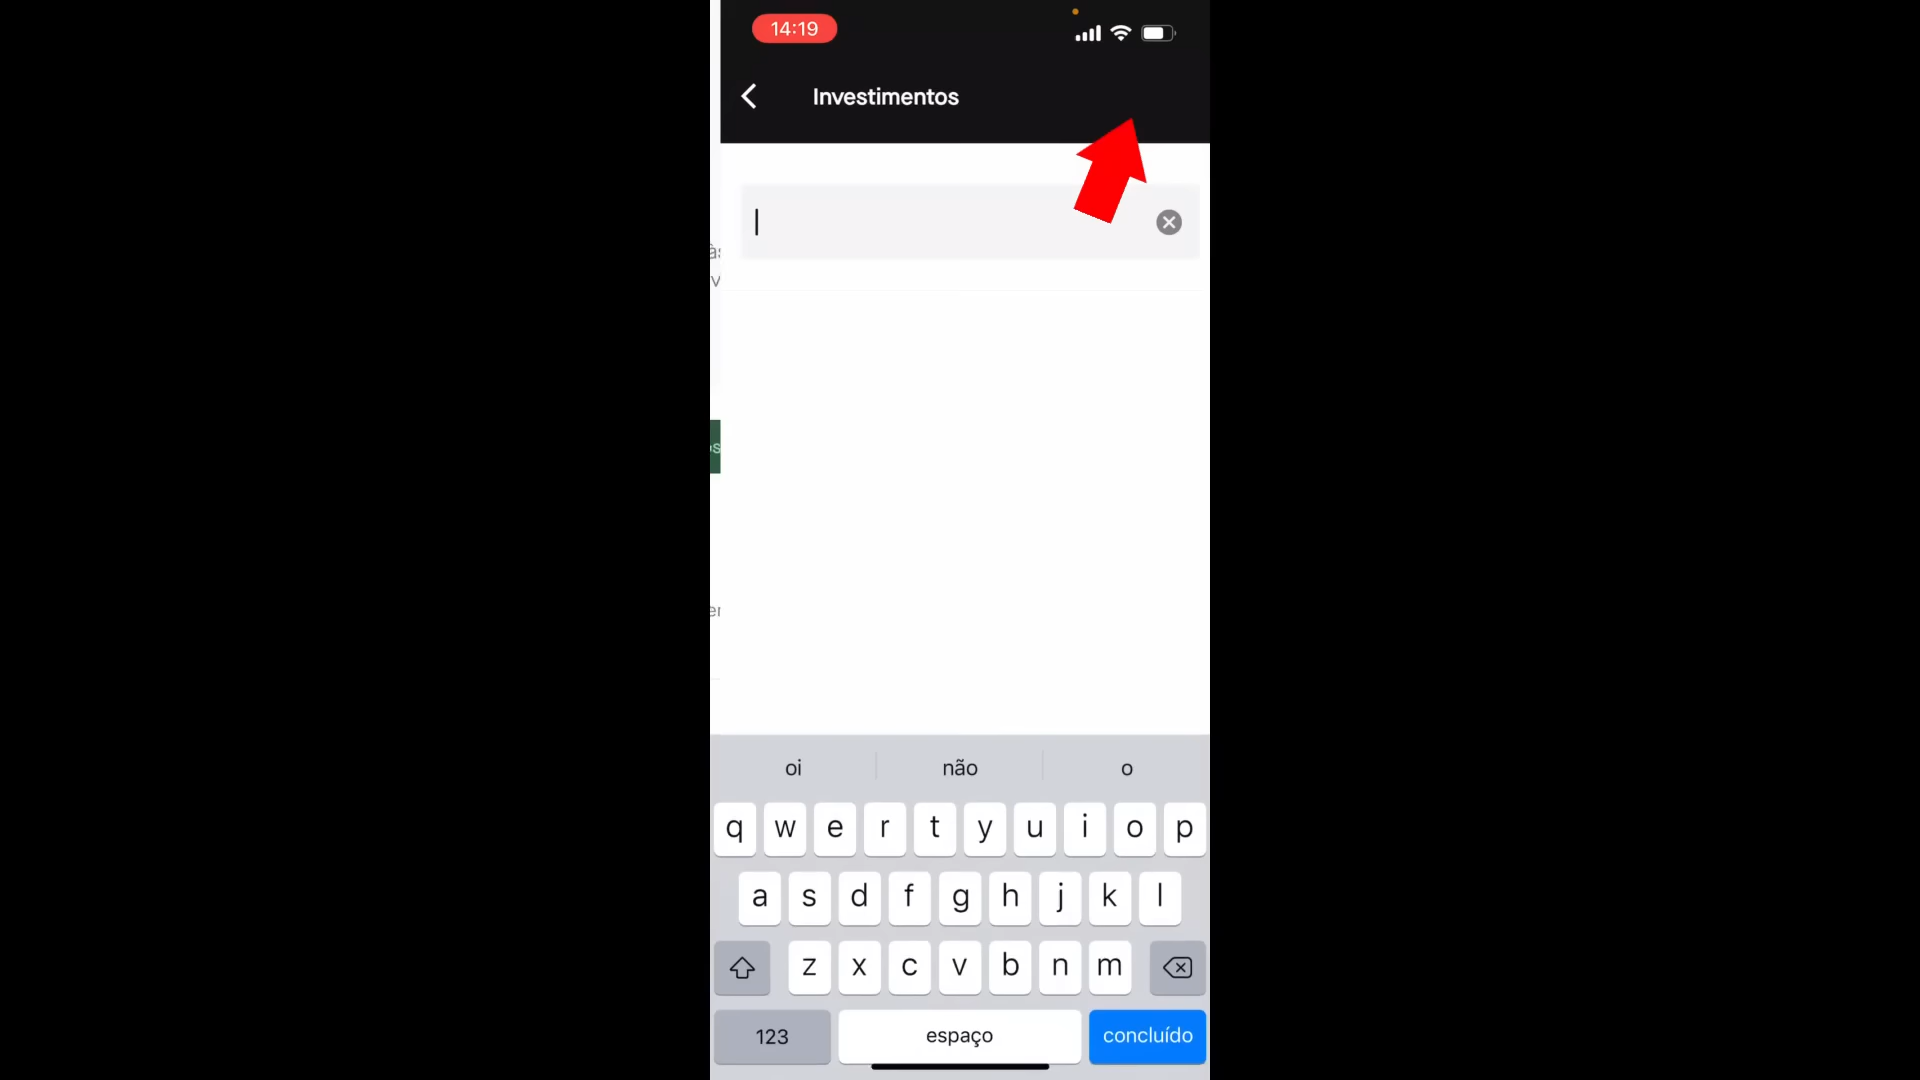 14:19
Investimentos
oi não o
q w e r t y u i o p
a s d f g h j k l
z x c v b n m
123 espaço concluído